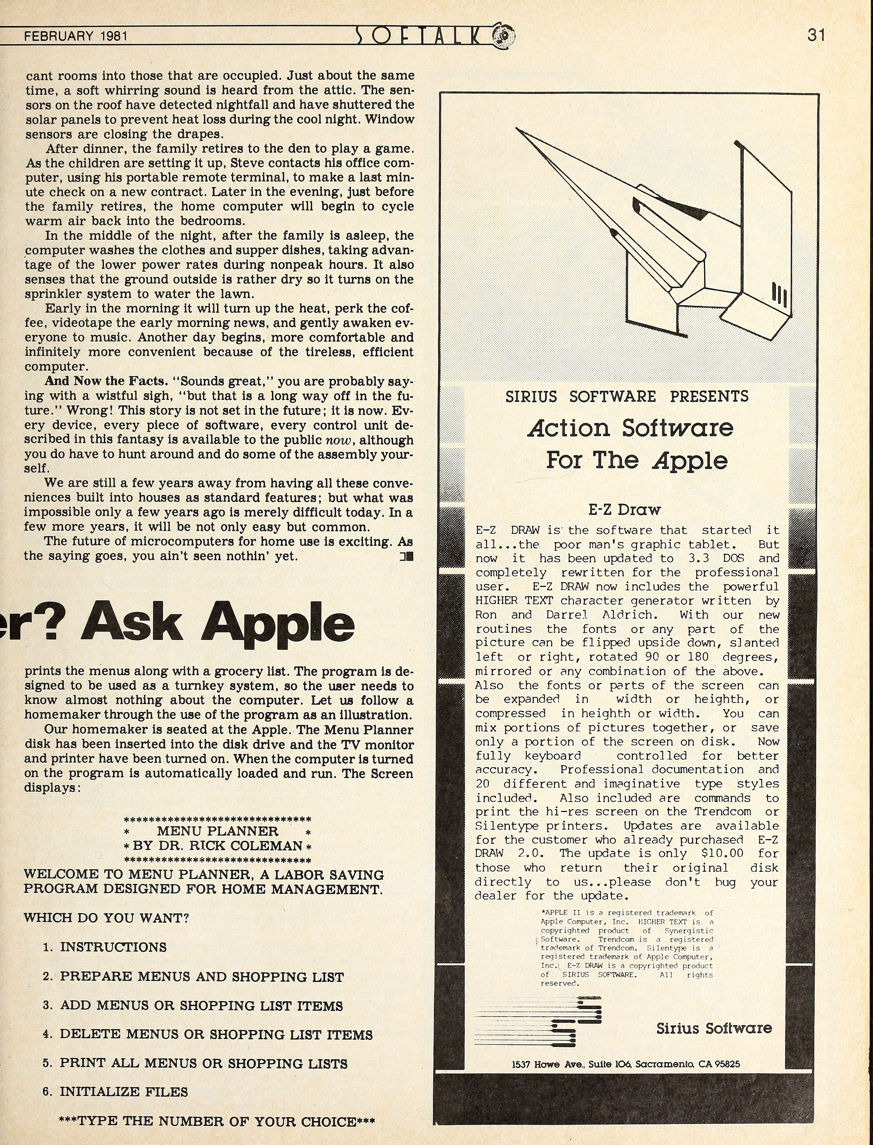 FEBRUARY 1981
SOFTALK
31
cant rooms into those that are occupied. Just about the same
time, a soft whirring sound is heard from the attic. The sen-
sors on the roof have detected nightfall and have shuttered the
solar panels to prevent heat loss during the cool night. Window
sensors are closing the drapes.
After dinner, the family retires to the den to play a game.
As the children are setting it up, Steve contacts his office com-
puter, using his portable remote terminal, to make a last min-
ute check on a new contract. Later in the evening, just before
the family retires, the home computer will begin to cycle
warm air back into the bedrooms.
In the middle of the night, after the family is asleep, the
computer washes the clothes and supper dishes, taking advan-
tage of the lower power rates during nonpeak hours. It also
senses that the ground outside is rather dry so it turns on the
sprinkler system to water the lawn.
Early in the morning it will turn up the heat, perk the cof-
fee, videotape the early morning news, and gently awaken ev-
eryone to music. Another day begins, more comfortable and
infinitely more convenient because of the tireless, efficient
computer.
And Now the Facts. "Sounds great," you are probably say-
ing with a wistful sigh, "but that is a long way off in the fu-
ture." Wrong! This story is not set in the future; it is now. Ev-
ery device, every piece of software, every control unit de-
scribed in this fantasy is available to the public now, although
you do have to hunt around and do some of the assembly your-
self.
We are still a few years away from having all these conve-
niences built into houses as standard features; but what was
impossible only a few years ago is merely difficult today. In a
few more years, it will be not only easy but common.
The future of microcomputers for home use is exciting. As
the saying goes, you ain't seen nothin' yet.
er? Ask Apple
prints the menus along with a grocery list. The program is de-
signed to be used as a turnkey system, so the user needs to
know almost nothing about the computer. Let us follow a
homemaker through the use of the program as an illustration.
Our homemaker is seated at the Apple. The Menu Planner
disk has been inserted into the disk drive and the TV monitor
and printer have been turned on. When the computer is turned
on the program is automatically loaded and run. The Screen
displays:
******************************
* MENU PLANNER *
* BY DR. RICK COLEMAN *
******************************
WELCOME TO MENU PLANNER, A LABOR SAVING
PROGRAM DESIGNED FOR HOME MANAGEMENT.
WHICH DO YOU WANT?
1. INSTRUCTIONS
2. PREPARE MENUS AND SHOPPING LIST
3. ADD MENUS OR SHOPPING LIST ITEMS
4. DELETE MENUS OR SHOPPING LIST ITEMS
5. PRINT ALL MENUS OR SHOPPING LISTS
6. INITIALIZE FILES
***TYPE THE NUMBER OF YOUR CHOICE***
SIRIUS SOFTWARE PRESENTS
Action Software
For The Apple
E-Z Draw
E-Z DRAW is the software that started it
all...the poor man's graphic tablet. But
now it has been updated to 3.3 DOS and
completely rewritten for the professional
user. E-Z DRAW now includes the powerful
HIGHER TEXT character generator written by
Ron and Darrel Aldrich. With our new
routines the fonts or any part of the
picture can be flipped upside down, slanted
left or right, rotated 90 or 180 degrees,
mirrored or any combination of the above.
Also the fonts or parts of the screen can
be expanded in width or heighth, or
compressed in heighth or width. You can
mix portions of pictures together, or save
only a portion of the screen on disk. Now
fully keyboard controlled for better
accuracy. Professional documentation and
20 different and imaginative type styles
included. Also included are commands to
print the hi-res screen on the Trendcom or
Silentype printers. Updates are available
for the customer who already purchased E-Z
DRAW 2.0. The update is only $10.00 for
those who return their original disk
directly to us...please don't bug your
dealer for the update.
*APPLE II is a registered trademark of
Apple Computer, Inc. HIGHER TEXT is a
copyrighted product of Synergistic
Software. Trendcom is a registered
trademark of Trendcom. Silentype is a
registered trademark of Apple Computer,
Inc. E-Z DRAW is a copyrighted product
of SIRIUS SOFTWARE. All rights
reserved.
Sirius Software
1537 Howe Ave., Suite 106, Sacramento, CA 95825